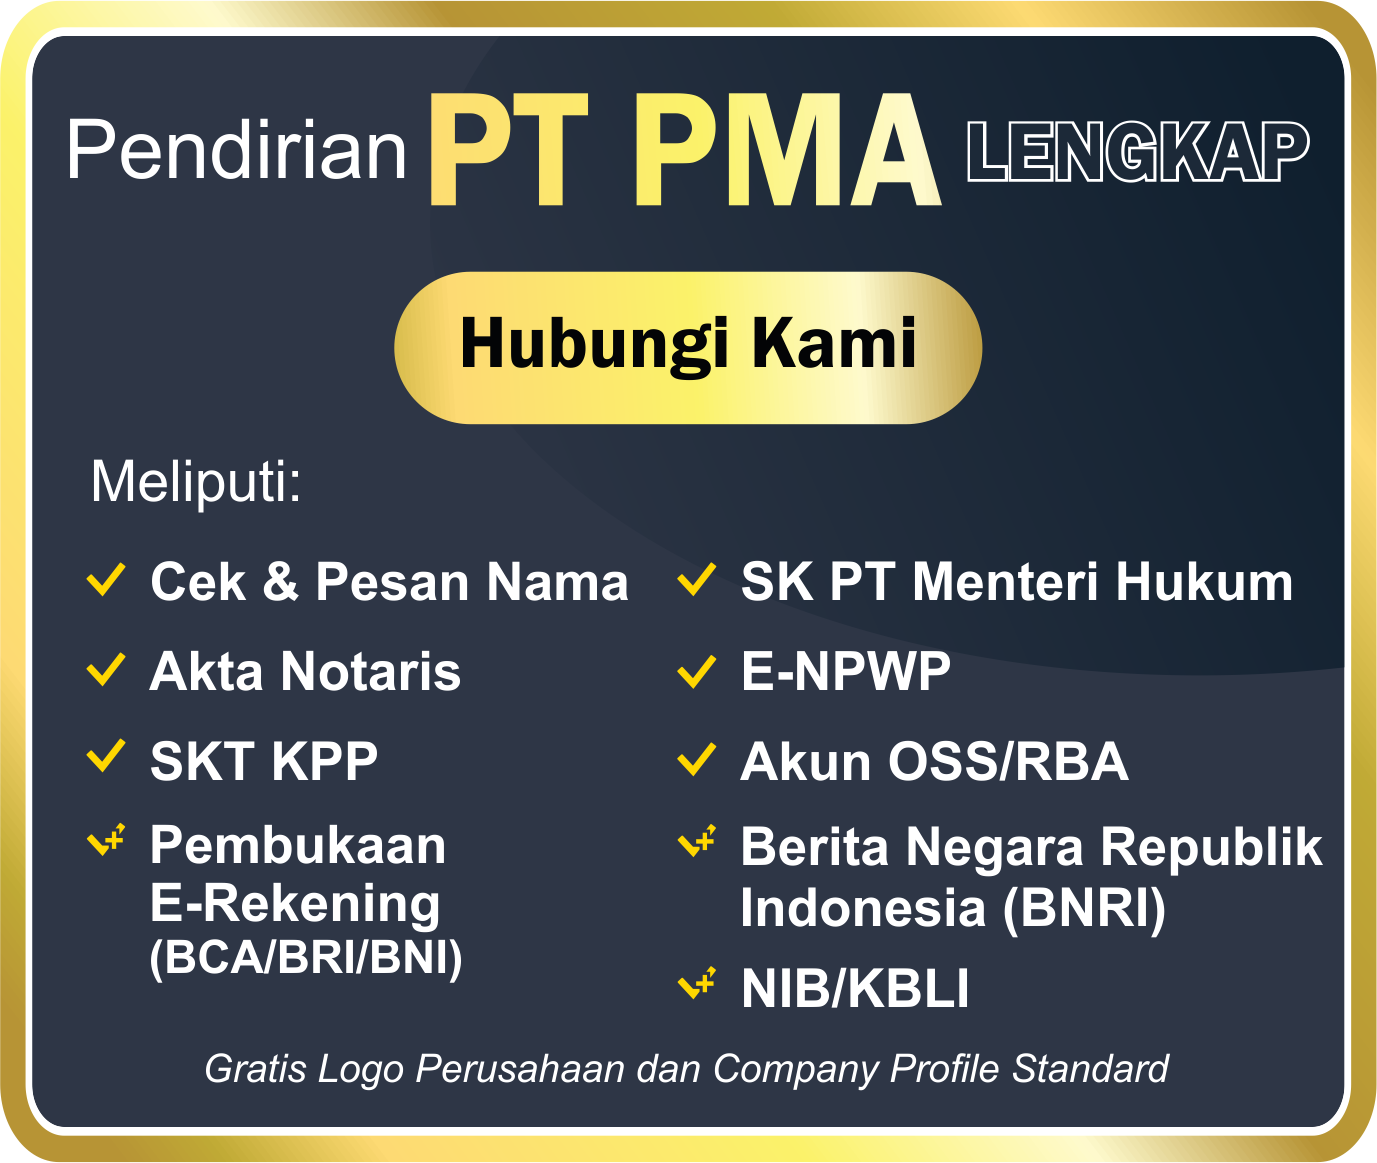 Pendirian PT PMA LENGKAP
Hubungi Kami
Meliputi:
Cek & Pesan Nama
Akta Notaris
SKT KPP
Pembukaan
E-Rekening
(BCA/BRI/BNI)
SK PT Menteri Hukum
E-NPWP
Akun OSS/RBA
Berita Negara Republik
Indonesia (BNRI)
NIB/KBLI
Gratis Logo Perusahaan dan Company Profile Standard